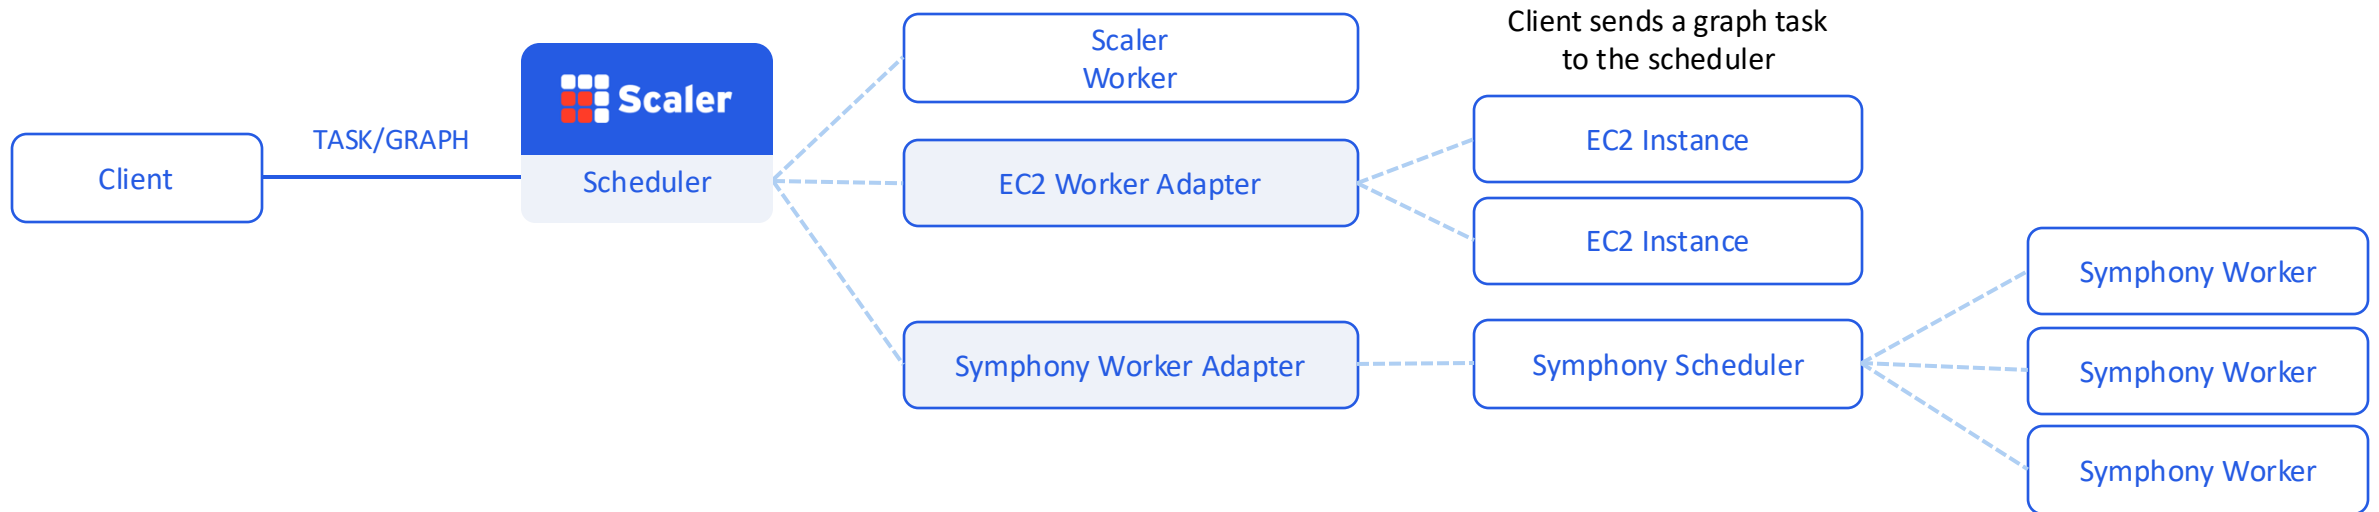 Client
TASK/GRAPH
Scaler
Scheduler
Scaler
Worker
EC2 Worker Adapter
Symphony Worker Adapter
Client sends a graph task
to the scheduler
EC2 Instance
EC2 Instance
Symphony Scheduler
Symphony Worker
Symphony Worker
Symphony Worker